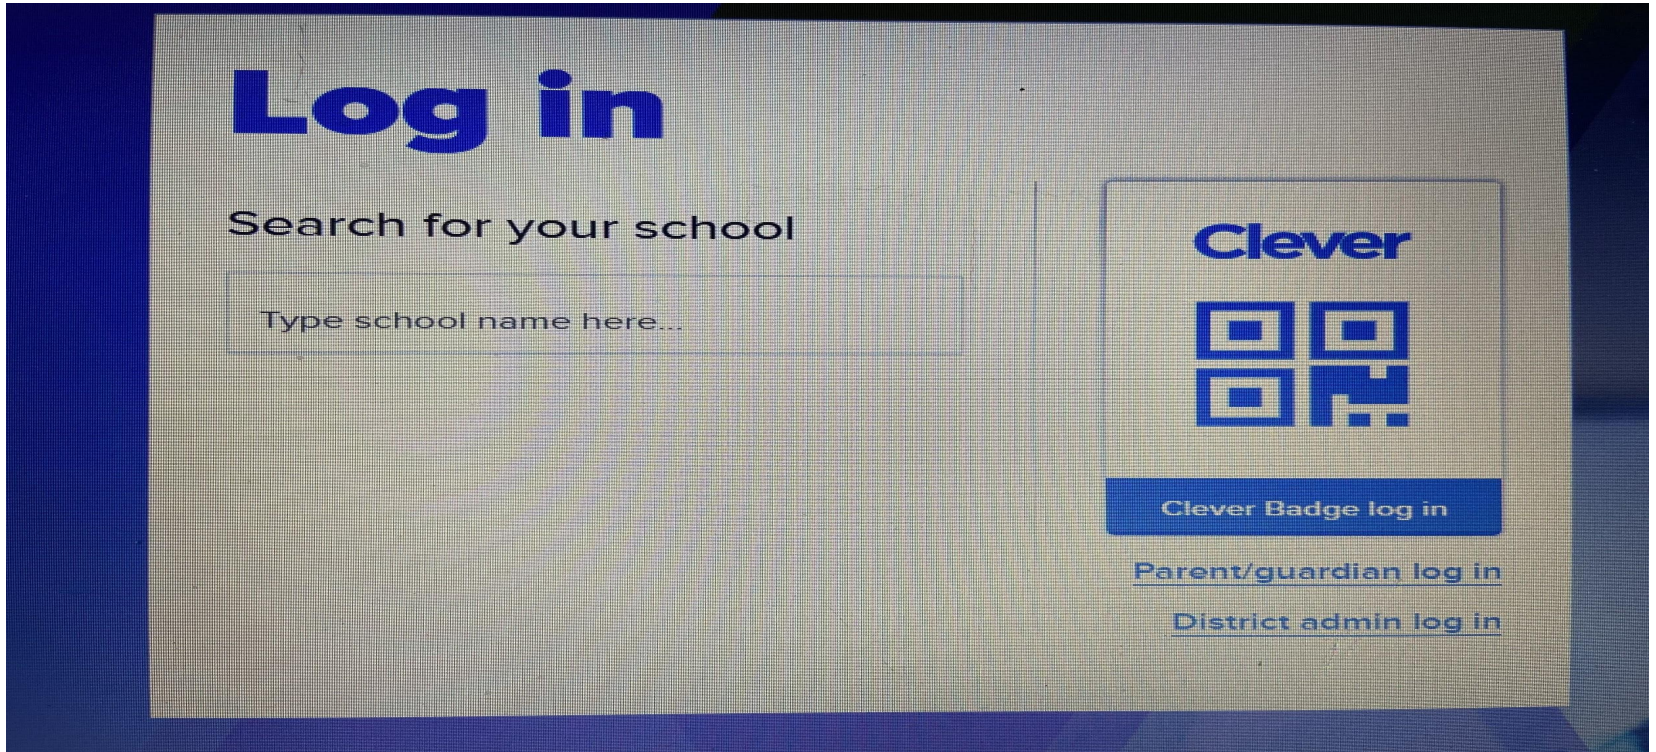 Log in
Search for your school
Type school name here...
Clever
Clever Badge log in
Parent/guardian log in
District admin log in